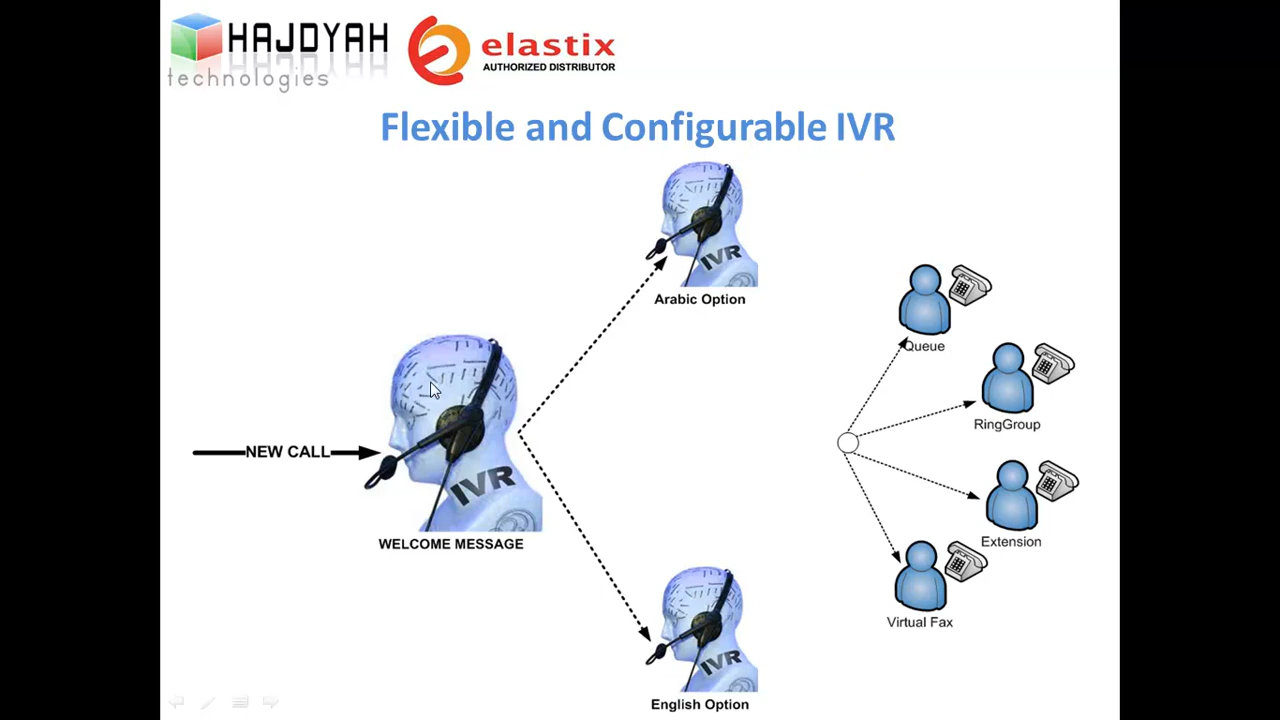 HAJDYAH
technologies
elastix
AUTHORIZED DISTRIBUTOR
Flexible and Configurable IVR
IVR
Arabic Option
Queue
RingGroup
NEW CALL
IVR
WELCOME MESSAGE
Extension
Virtual Fax
IVR
English Option